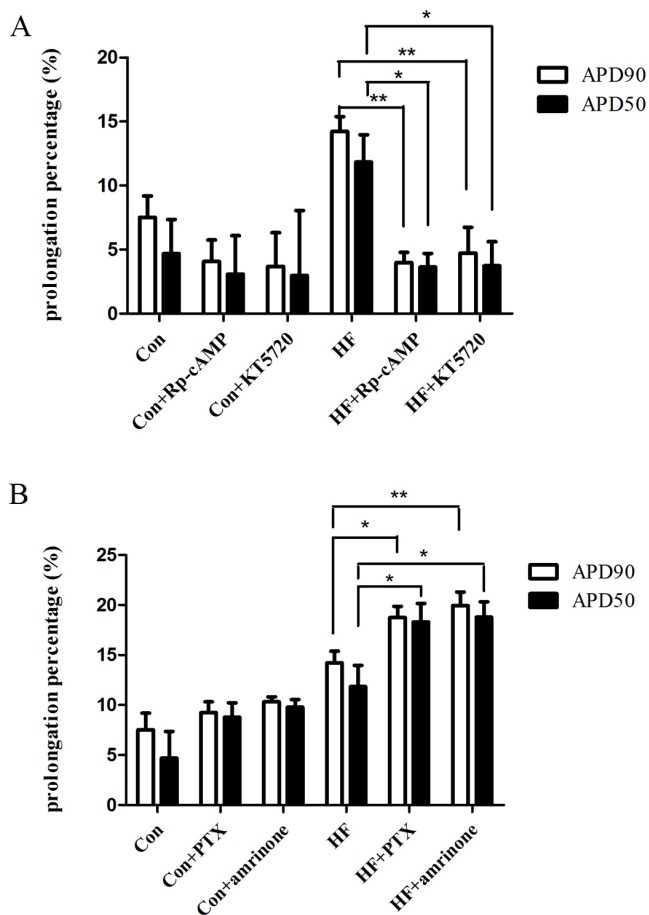 A
prolongation percentage (%)
20
15
10
5
0
*
**
*
**
APD90
APD50
Con
Con+Rp-cAMP
Con+KT5720
HF
HF+Rp-cAMP
HF+KT5720
B
prolongation percentage (%)
25
20
15
10
5
0
**
*
*
*
APD90
APD50
Con
Con+PTX
Con+amrinone
HF
HF+PTX
HF+amrinone